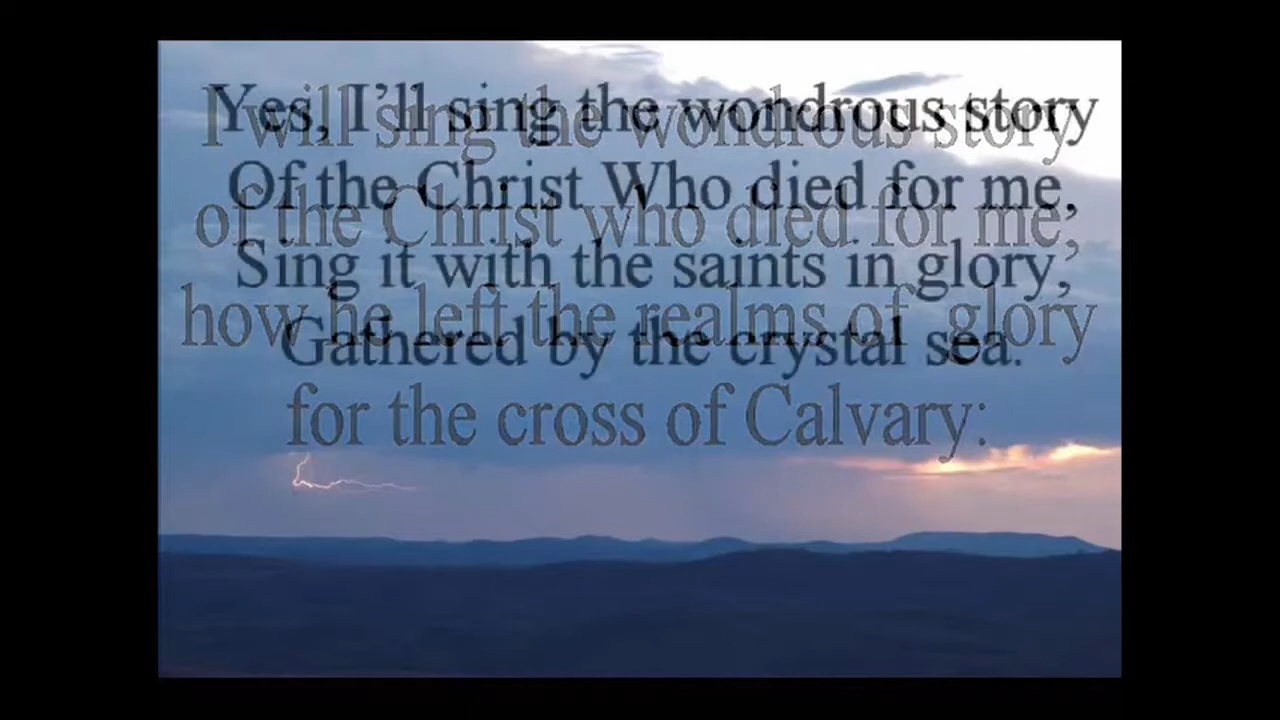 Yes, I'll sing the wondrous story
Of the Christ Who died for me,
Sing it with the saints in glory,
Gathered by the crystal sea.
I will sing the wondrous story
of the Christ who died for me,
how he left the realms of glory
for the cross of Calvary: